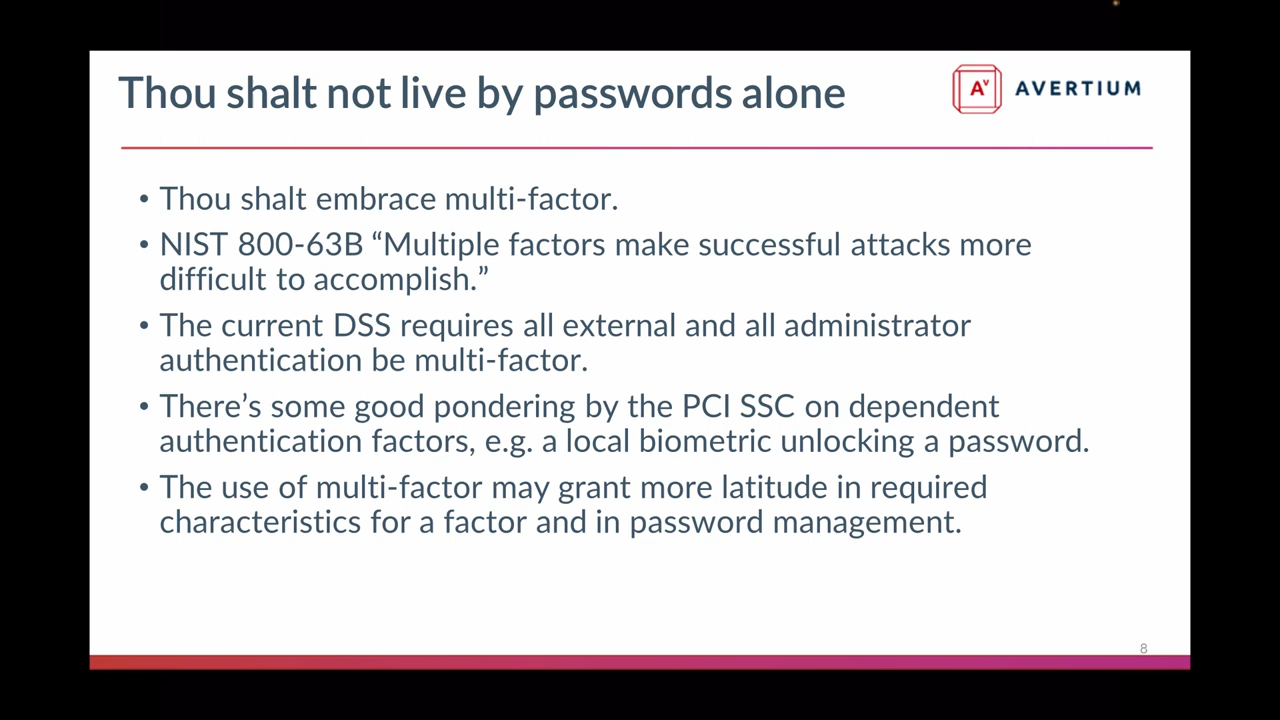 Thou shalt not live by passwords alone
AV AVERTIUM
• Thou shalt embrace multi-factor.
• NIST 800-63B “Multiple factors make successful attacks more
difficult to accomplish.”
• The current DSS requires all external and all administrator
authentication be multi-factor.
• There’s some good pondering by the PCI SSC on dependent
authentication factors, e.g. a local biometric unlocking a password.
• The use of multi-factor may grant more latitude in required
characteristics for a factor and in password management.
8